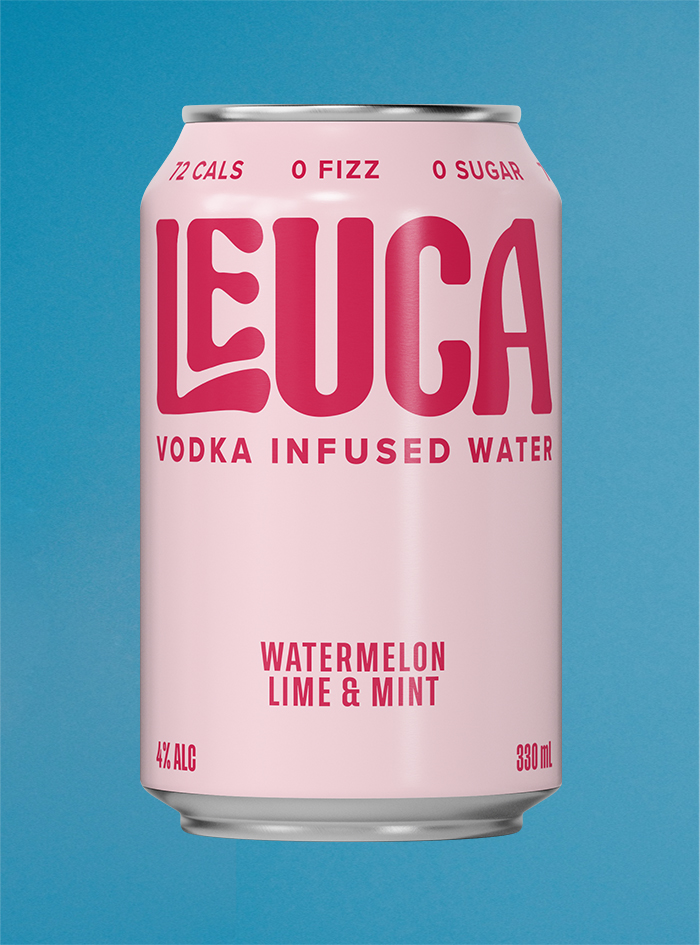 72 CALS 0 FIZZ 0 SUGAR
LEUCA
VODKA INFUSED WATER
WATERMELON
LIME & MINT
4% ALC 330 mL